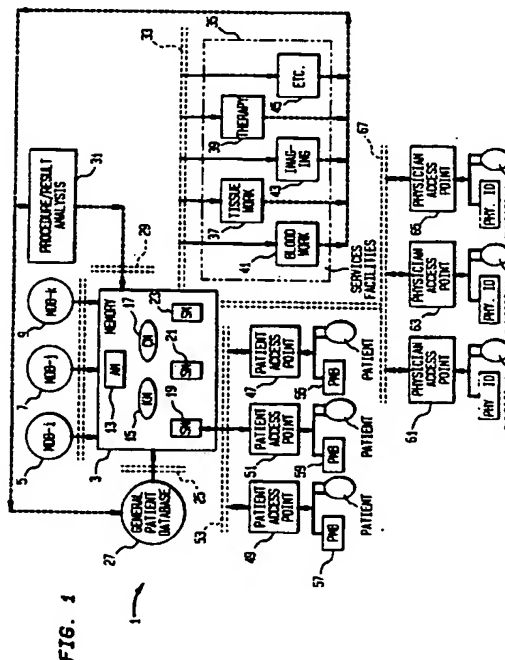 FIG. 1
1
5
MDB-i
7
MDB-j
9
MDB-k
PROCEDURE/RESULT
ANALYSIS
31
29
3
MEMORY
AM
13
15
KM
17
CM
19
SM
21
SM
23
SM
GENERAL
PATIENT
DATABASE
27
25
33
35
TISSUE
WORK
37
THERAPY
39
BLOOD
WORK
41
IMAG-
ING
43
ETC.
45
SERVICES
FACILITIES
53
PATIENT
ACCESS
POINT
49
PATIENT
ACCESS
POINT
51
PATIENT
ACCESS
POINT
47
PMB
57
PATIENT
PMB
59
PATIENT
PMB
55
PATIENT
67
PHYSICIAN
ACCESS
POINT
61
PHYSICIAN
ACCESS
POINT
63
PHYSICIAN
ACCESS
POINT
65
PHY. ID
PHY. ID
PHY. ID